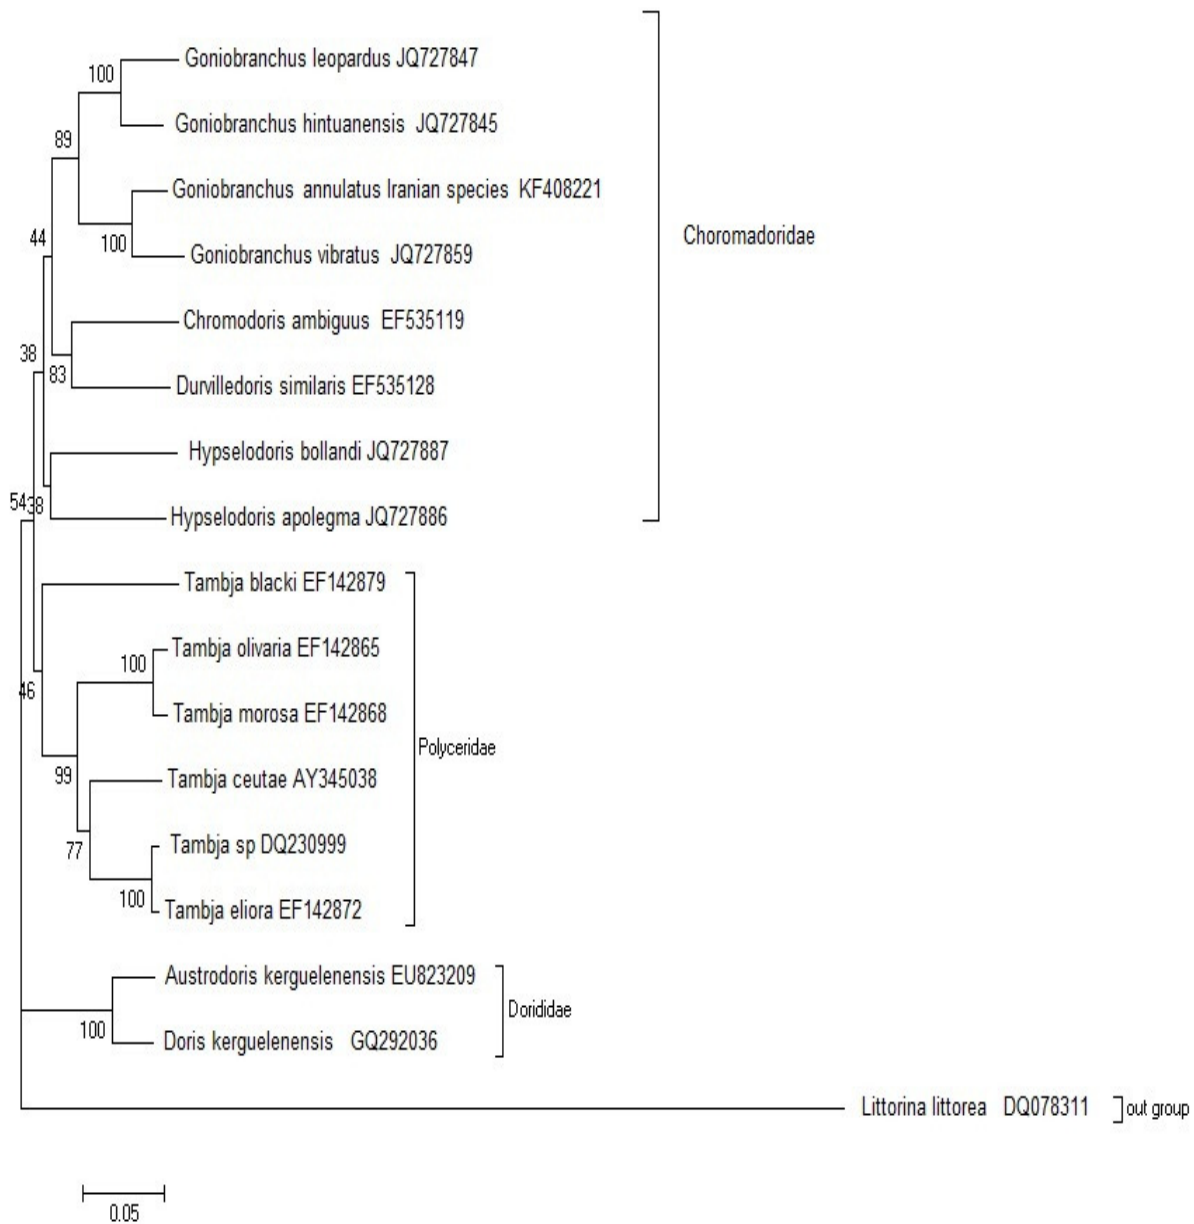 Goniobranchus leopardus JQ727847
100
Goniobranchus hintuanensis JQ727845
89
Goniobranchus annulatus Iranian species KF408221
Choromadoridae
44
100
Goniobranchus vibratus JQ727859
Chromodoris ambiguus EF535119
38
83
Durvilledoris similaris EF535128
Hypselodoris bollandi JQ727887
54
38
Hypselodoris apolegma JQ727886
Tambja blacki EF142879
Tambja olivaria EF142865
100
46
Tambja morosa EF142868
Polyceridae
99
Tambja ceutae AY345038
77
Tambja sp DQ230999
100
Tambja eliora EF142872
Austrodoris kerguelenensis EU823209
Dorididae
100
Doris kerguelenensis GQ292036
Littorina littorea DQ078311 out group
0.05